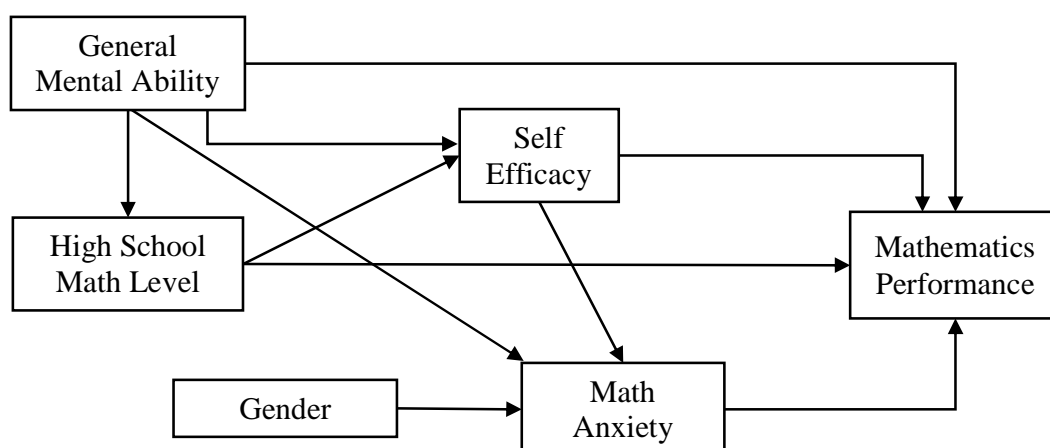 General
Mental Ability
Self
Efficacy
High School
Math Level
Mathematics
Performance
Gender
Math
Anxiety